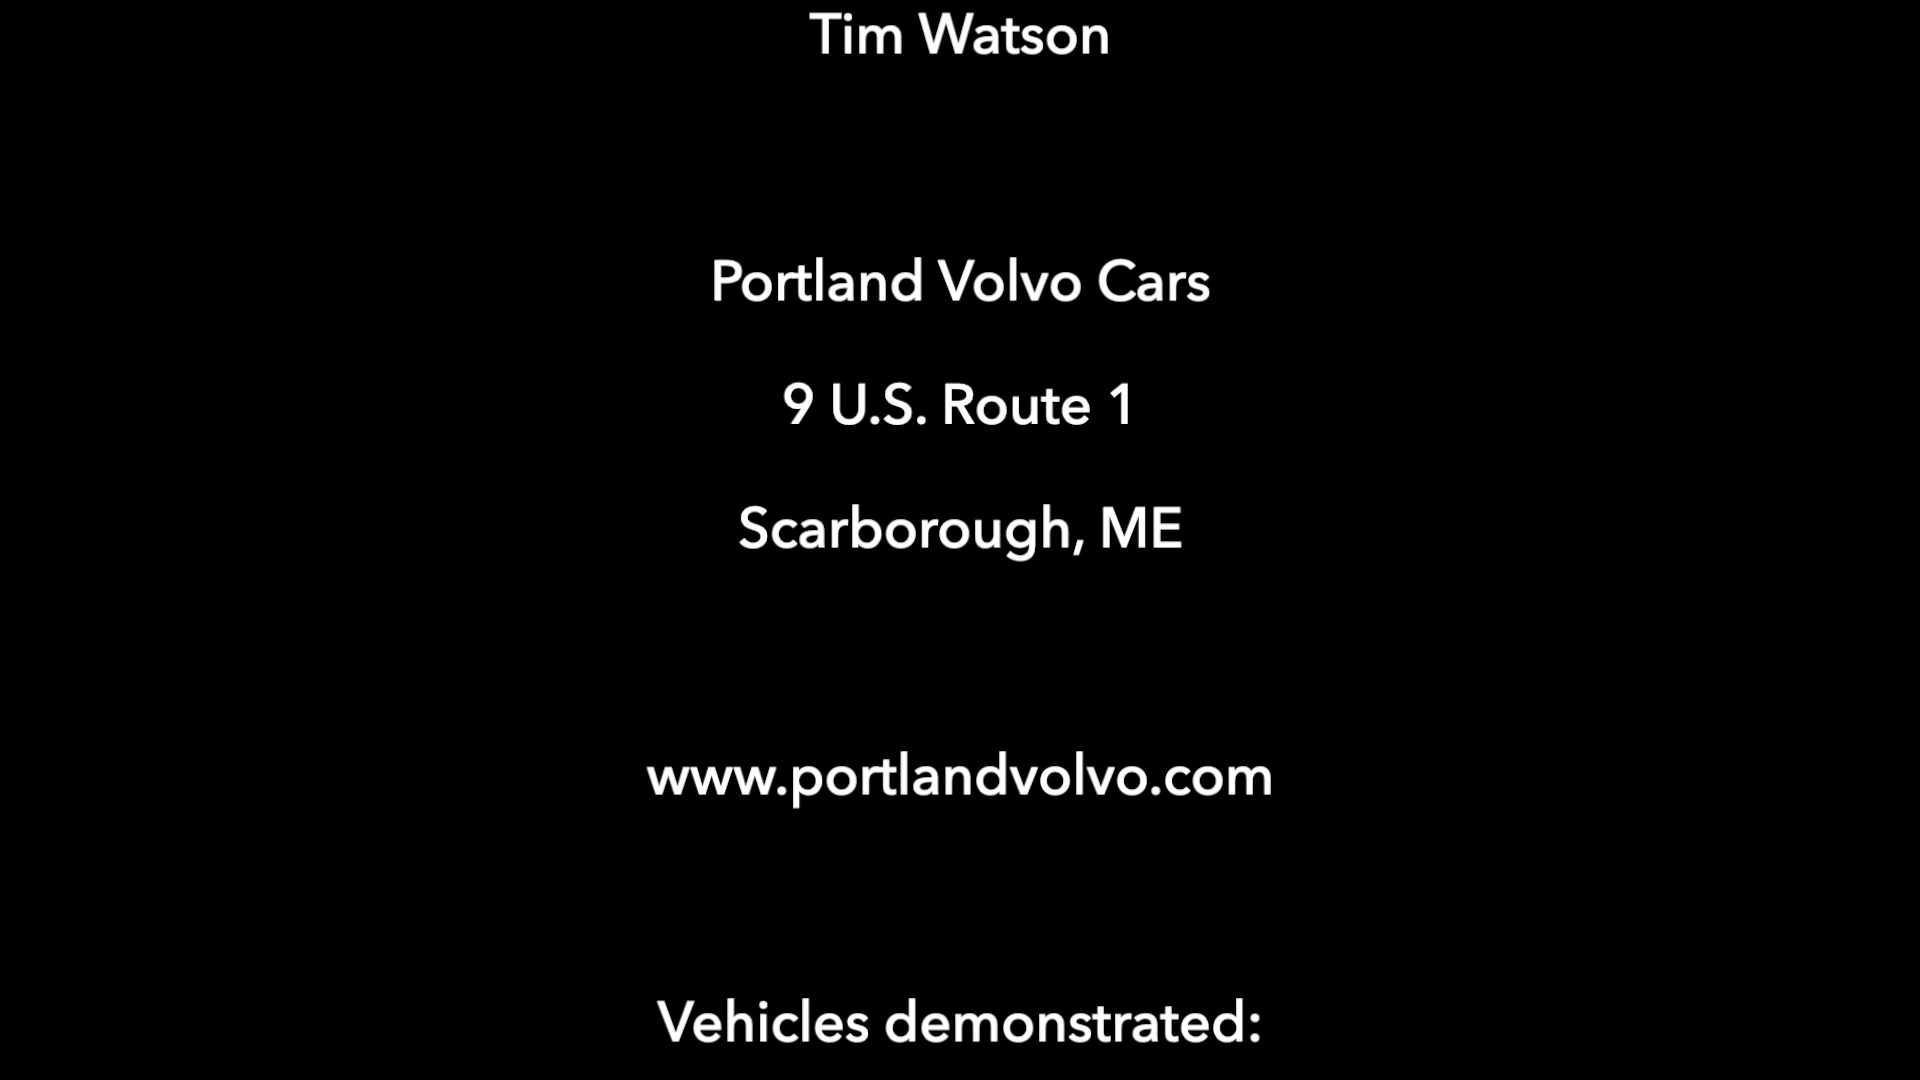 Tim Watson
Portland Volvo Cars
9 U.S. Route 1
Scarborough, ME
www.portlandvolvo.com
Vehicles demonstrated: